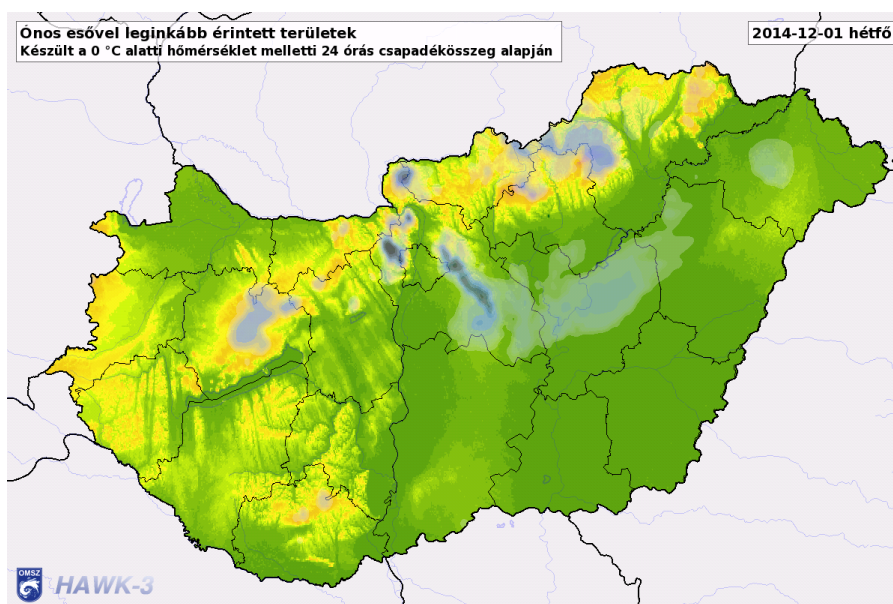 Ónos esővel leginkább érintett területek
Készült a 0 °C alatti hőmérséklet melletti 24 órás csapadékösszeg alapján
2014-12-01 hétfő
OMSZ
HAWK-3